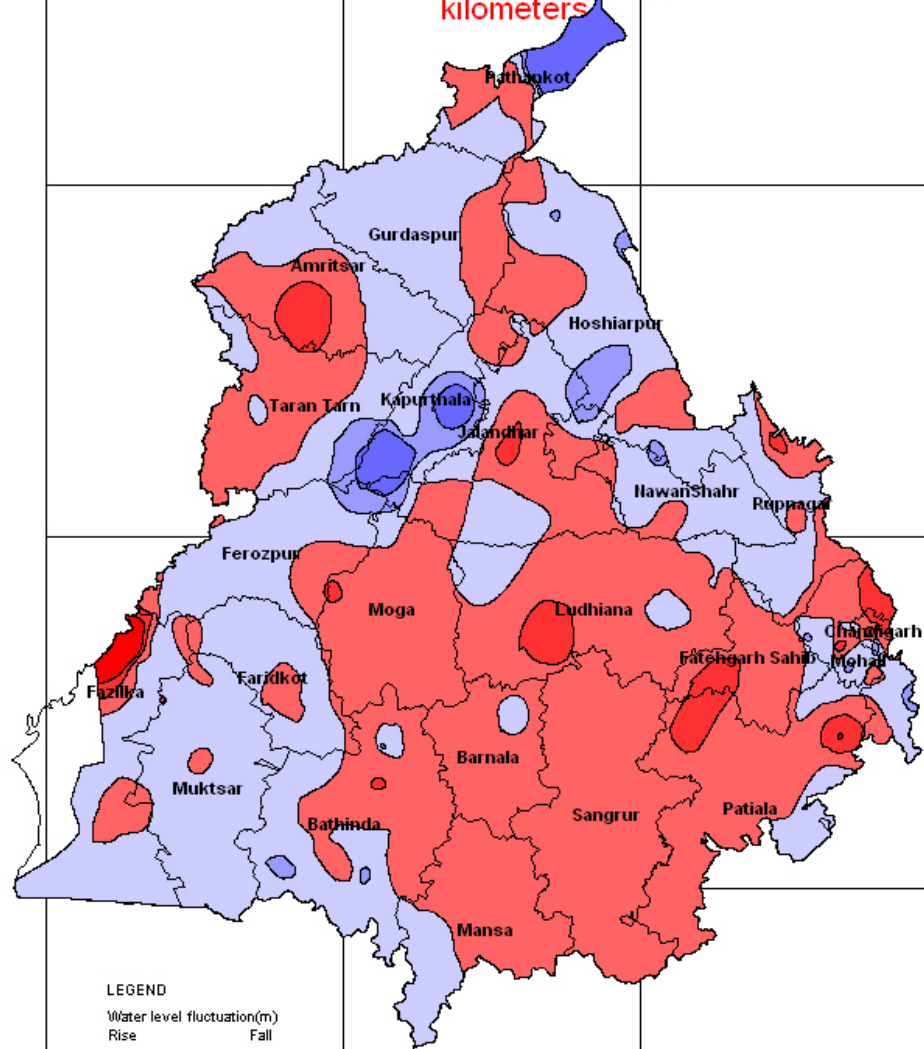 kilometers
Pathankot
Gurdaspur
Amritsar
Hoshiarpur
Kapurthala
Taran Tarn
Jalandhar
NawanShahr
Rupnagar
Ferozpur
Moga
Ludhiana
Chandigarh
Fatehgarh Sahib
Mohali
Faridkot
Fazilka
Barnala
Muktsar
Sangrur
Patiala
Bathinda
Mansa
LEGEND
Water level fluctuation(m)
Rise Fall